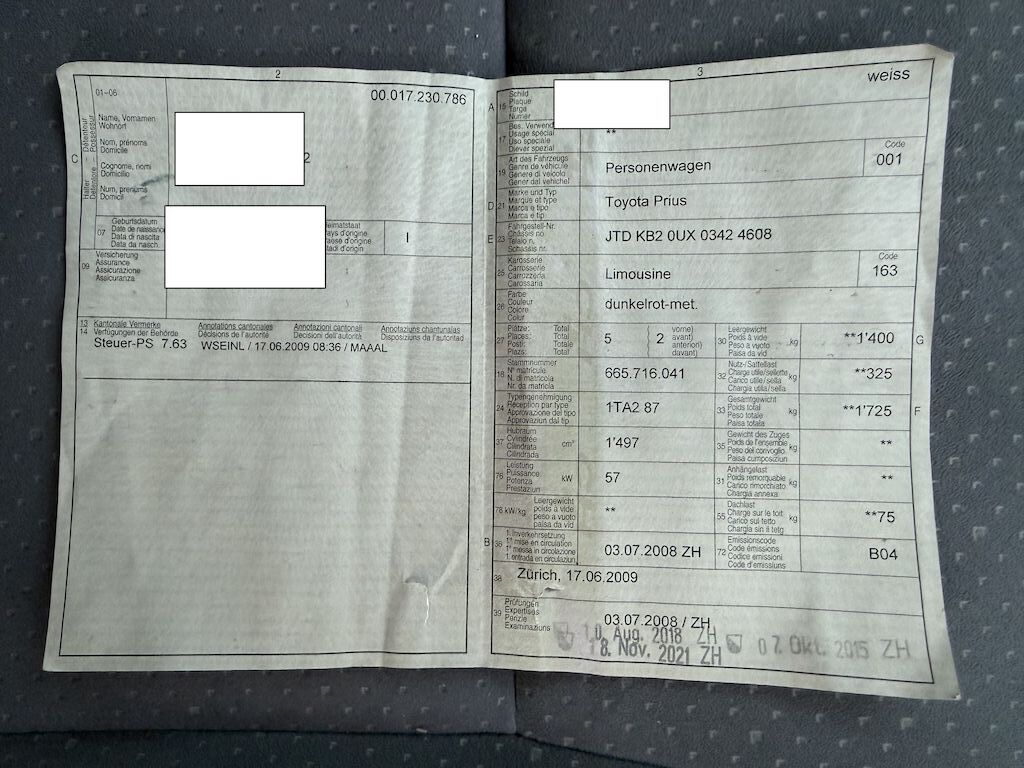 2
01-06
00.017.230.786
C
Halter – Détenteur
Detentore – Possessur
Name, Vornamen
Wohnort
Nom, prénoms
Domicile
Cognome, nomi
Domicilio
Num, prenums
Domicil
2
07
Geburtsdatum
Date de naissance
Data di nascita
Data da nasch.
Heimatstaat
Pays d'origine
Paese d'origine
Stadi d'origin
I
09
Versicherung
Assurance
Assicurazione
Assicuranza
13
14
Kantonale Vermerke
Verfügungen der Behörde
Annotations cantonales
Décisions de l'autorité
Annotazioni cantonali
Decisioni dell'autorità
Annotaziuns chantunalas
Disposiziuns da l'autoritad
Steuer-PS 7.63 WSEINL / 17.06.2009 08:36 / MAAAL
3
weiss
A
15
Schild
Plaque
Targa
Numer
17
Bes. Verwend
Usage spécial
Uso speciale
Diever spezial
**
19
Art des Fahrzeugs
Genre de véhicule
Genere di veicolo
Gener dal vehichel
Personenwagen
Code
001
D
21
Marke und Typ
Marque et type
Marca e tipo
Marca e tip
Toyota Prius
E
23
Fahrgestell-Nr.
Châssis no
Telaio n.
Schassis nr.
JTD KB2 0UX 0342 4608
25
Karosserie
Carrosserie
Carrozzeria
Carossaria
Limousine
Code
163
26
Farbe
Couleur
Colore
Colur
dunkelrot-met.
27
Plätze: Total
Places: Total
Posti: Totale
Plazs: Total
5
2
vorne)
avant)
anteriori)
davant)
30
Leergewicht
Poids à vide
Peso a vuoto
Paisa da vid
kg
**1'400
G
18
Stammnummer
N° matricule
N. di matricola
Nr. da matricla
665.716.041
32
Nutz-/Sattellast
Charge utile/sellette
Carico utile/sella
Chargia utila/sella
kg
**325
24
Typengenehmigung
Réception par type
Approvazione del tipo
Approvaziun dal tip
1TA2 87
33
Gesamtgewicht
Poids total
Peso totale
Paisa totala
kg
**1'725
F
37
Hubraum
Cylindrée
Cilindrata
Cilindrada
cm³
1'497
35
Gewicht des Zuges
Poids de l'ensemble
Peso del convoglio
Paisa cumposiziun
kg
**
76
Leistung
Puissance
Potenza
Prestaziun
kW
57
31
Anhängelast
Poids remorquable
Carico rimorchiato
Chargia annexa
kg
**
78 kW/kg
Leergewicht
poids à vide
peso a vuoto
paisa da vid
**
55
Dachlast
Charge sur le toit
Carico sul tetto
Chargia sin il tetg
kg
**75
B
36
1. Inverkehrsetzung
1re mise en circulation
1a messa in circolazione
1. entrada en circulaziun
03.07.2008 ZH
72
Emissionscode
Code émissions
Codice emissioni
Code d'emissiuns
B04
38
Zürich, 17.06.2009
39
Prüfungen
Expertises
Perizie
Examinaziuns
03.07.2008 / ZH
10. Aug. 2018 ZH
18. Nov. 2021 ZH
07. Okt. 2015 ZH